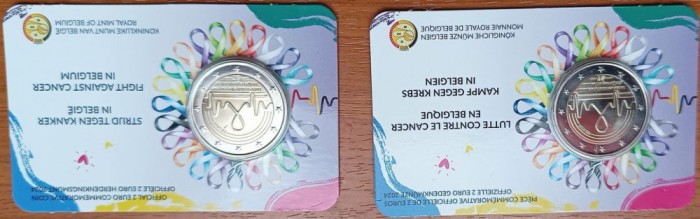 OFFICIËLE 2 EURO HERDENKINGSMUNT 2024
OFFICIAL 2 EURO COMMEMORATIVE COIN
STRIJD TEGEN KANKER
IN BELGIË
FIGHT AGAINST CANCER
IN BELGIUM
KONINKLIJKE MUNT VAN BELGIË
ROYAL MINT OF BELGIUM
PIÈCE COMMÉMORATIVE OFFICIELLE DE 2 EUROS
OFFIZIELLE 2 EURO GEDENKMÜNZE 2024
LUTTE CONTRE LE CANCER
EN BELGIQUE
KAMPF GEGEN KREBS
IN BELGIEN
KÖNIGLICHE MÜNZE BELGIEN
MONNAIE ROYALE DE BELGIQUE